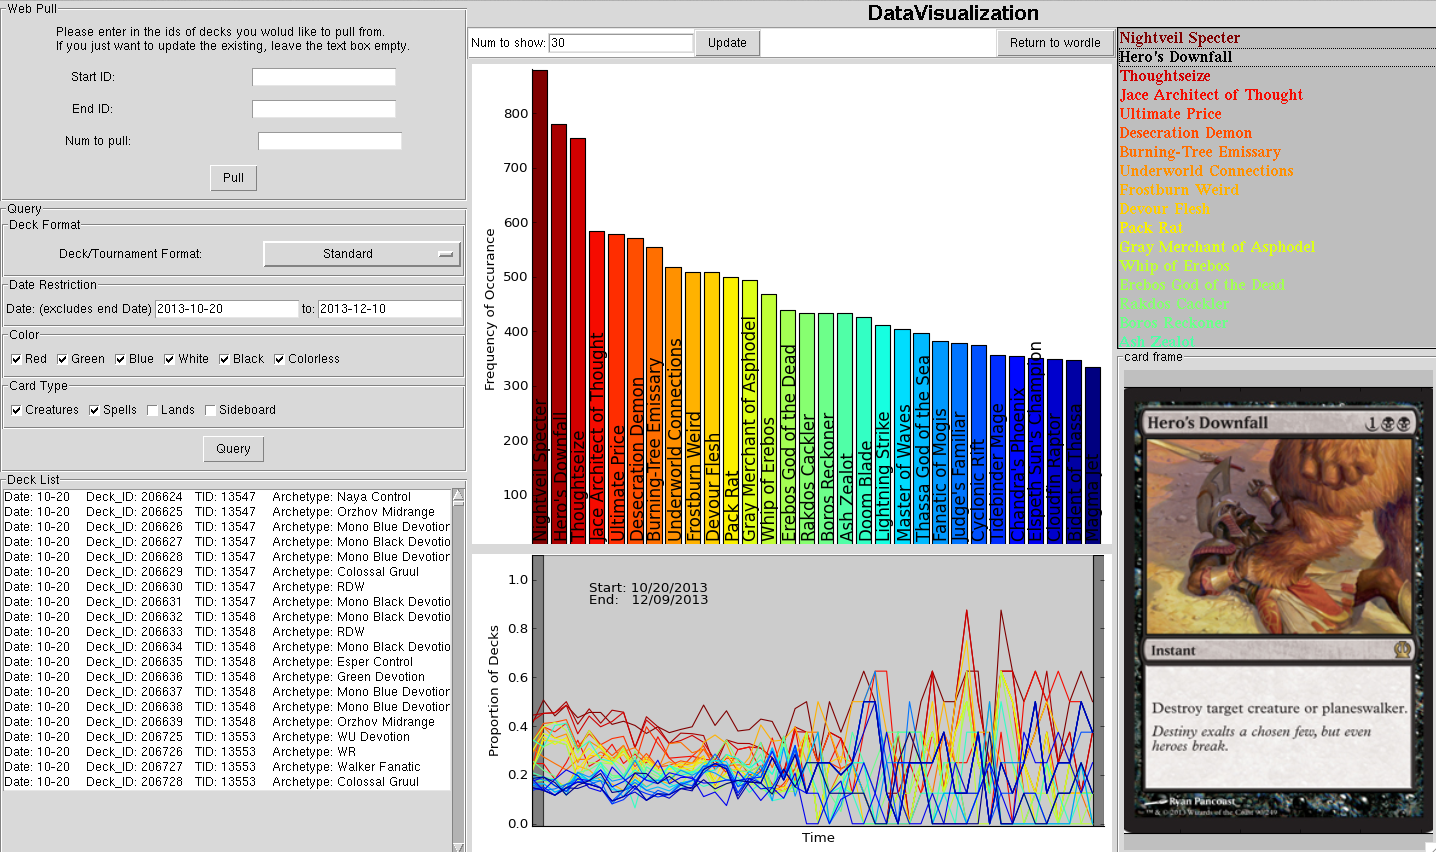 DataVisualization
Web Pull
Please enter in the ids of decks you wolud like to pull from.
If you just want to update the existing, leave the text box empty.
Start ID:
End ID:
Num to pull:
Pull
Query
Deck Format
Deck/Tournament Format: Standard
Date Restriction
Date: (excludes end Date) 2013-10-20 to: 2013-12-10
Color
Red Green Blue White Black Colorless
Card Type
Creatures Spells Lands Sideboard
Query
Deck List
Date: 10-20 Deck_ID: 206624 TID: 13547 Archetype: Naya Control
Date: 10-20 Deck_ID: 206625 TID: 13547 Archetype: Orzhov Midrange
Date: 10-20 Deck_ID: 206626 TID: 13547 Archetype: Mono Blue Devotion
Date: 10-20 Deck_ID: 206627 TID: 13547 Archetype: Mono Black Devotio
Date: 10-20 Deck_ID: 206628 TID: 13547 Archetype: Mono Blue Devotion
Date: 10-20 Deck_ID: 206629 TID: 13547 Archetype: Colossal Gruul
Date: 10-20 Deck_ID: 206630 TID: 13547 Archetype: RDW
Date: 10-20 Deck_ID: 206631 TID: 13548 Archetype: Mono Black Devotio
Date: 10-20 Deck_ID: 206632 TID: 13548 Archetype: Mono Black Devotio
Date: 10-20 Deck_ID: 206633 TID: 13548 Archetype: RDW
Date: 10-20 Deck_ID: 206634 TID: 13548 Archetype: Mono Black Devotio
Date: 10-20 Deck_ID: 206635 TID: 13548 Archetype: Esper Control
Date: 10-20 Deck_ID: 206636 TID: 13548 Archetype: Green Devotion
Date: 10-20 Deck_ID: 206637 TID: 13548 Archetype: Mono Blue Devotion
Date: 10-20 Deck_ID: 206638 TID: 13548 Archetype: Mono Blue Devotion
Date: 10-20 Deck_ID: 206639 TID: 13548 Archetype: Orzhov Midrange
Date: 10-20 Deck_ID: 206725 TID: 13553 Archetype: WU Devotion
Date: 10-20 Deck_ID: 206726 TID: 13553 Archetype: WR
Date: 10-20 Deck_ID: 206727 TID: 13553 Archetype: Walker Fanatic
Date: 10-20 Deck_ID: 206728 TID: 13553 Archetype: Colossal Gruul
Num to show: 30 Update Return to wordle
Frequency of Occurance
800
700
600
500
400
300
200
100
Nightveil Specter
Hero's Downfall
Thoughtseize
Jace Architect of Thought
Ultimate Price
Desecration Demon
Burning-Tree Emissary
Underworld Connections
Frostburn Weird
Devour Flesh
Pack Rat
Gray Merchant of Asphodel
Whip of Erebos
Erebos God of the Dead
Rakdos Cackler
Boros Reckoner
Ash Zealot
Doom Blade
Lightning Strike
Master of Waves
Thassa God of the Sea
Fanatic of Mogis
Judge's Familiar
Cyclonic Rift
Tidebinder Mage
Chandra's Phoenix
Elspeth Sun's Champion
Cloudfin Raptor
Bident of Thassa
Magma Jet
Proportion of Decks
1.0
0.8
0.6
0.4
0.2
0.0
Start: 10/20/2013
End: 12/09/2013
Time
Nightveil Specter
Hero's Downfall
Thoughtseize
Jace Architect of Thought
Ultimate Price
Desecration Demon
Burning-Tree Emissary
Underworld Connections
Frostburn Weird
Devour Flesh
Pack Rat
Gray Merchant of Asphodel
Whip of Erebos
Erebos God of the Dead
Rakdos Cackler
Boros Reckoner
Ash Zealot
card frame
Hero's Downfall 1
Instant
Destroy target creature or planeswalker.
Destiny exalts a chosen few, but even
heroes break.
Ryan Pancoast
™ & © 2013 Wizards of the Coast 90/249